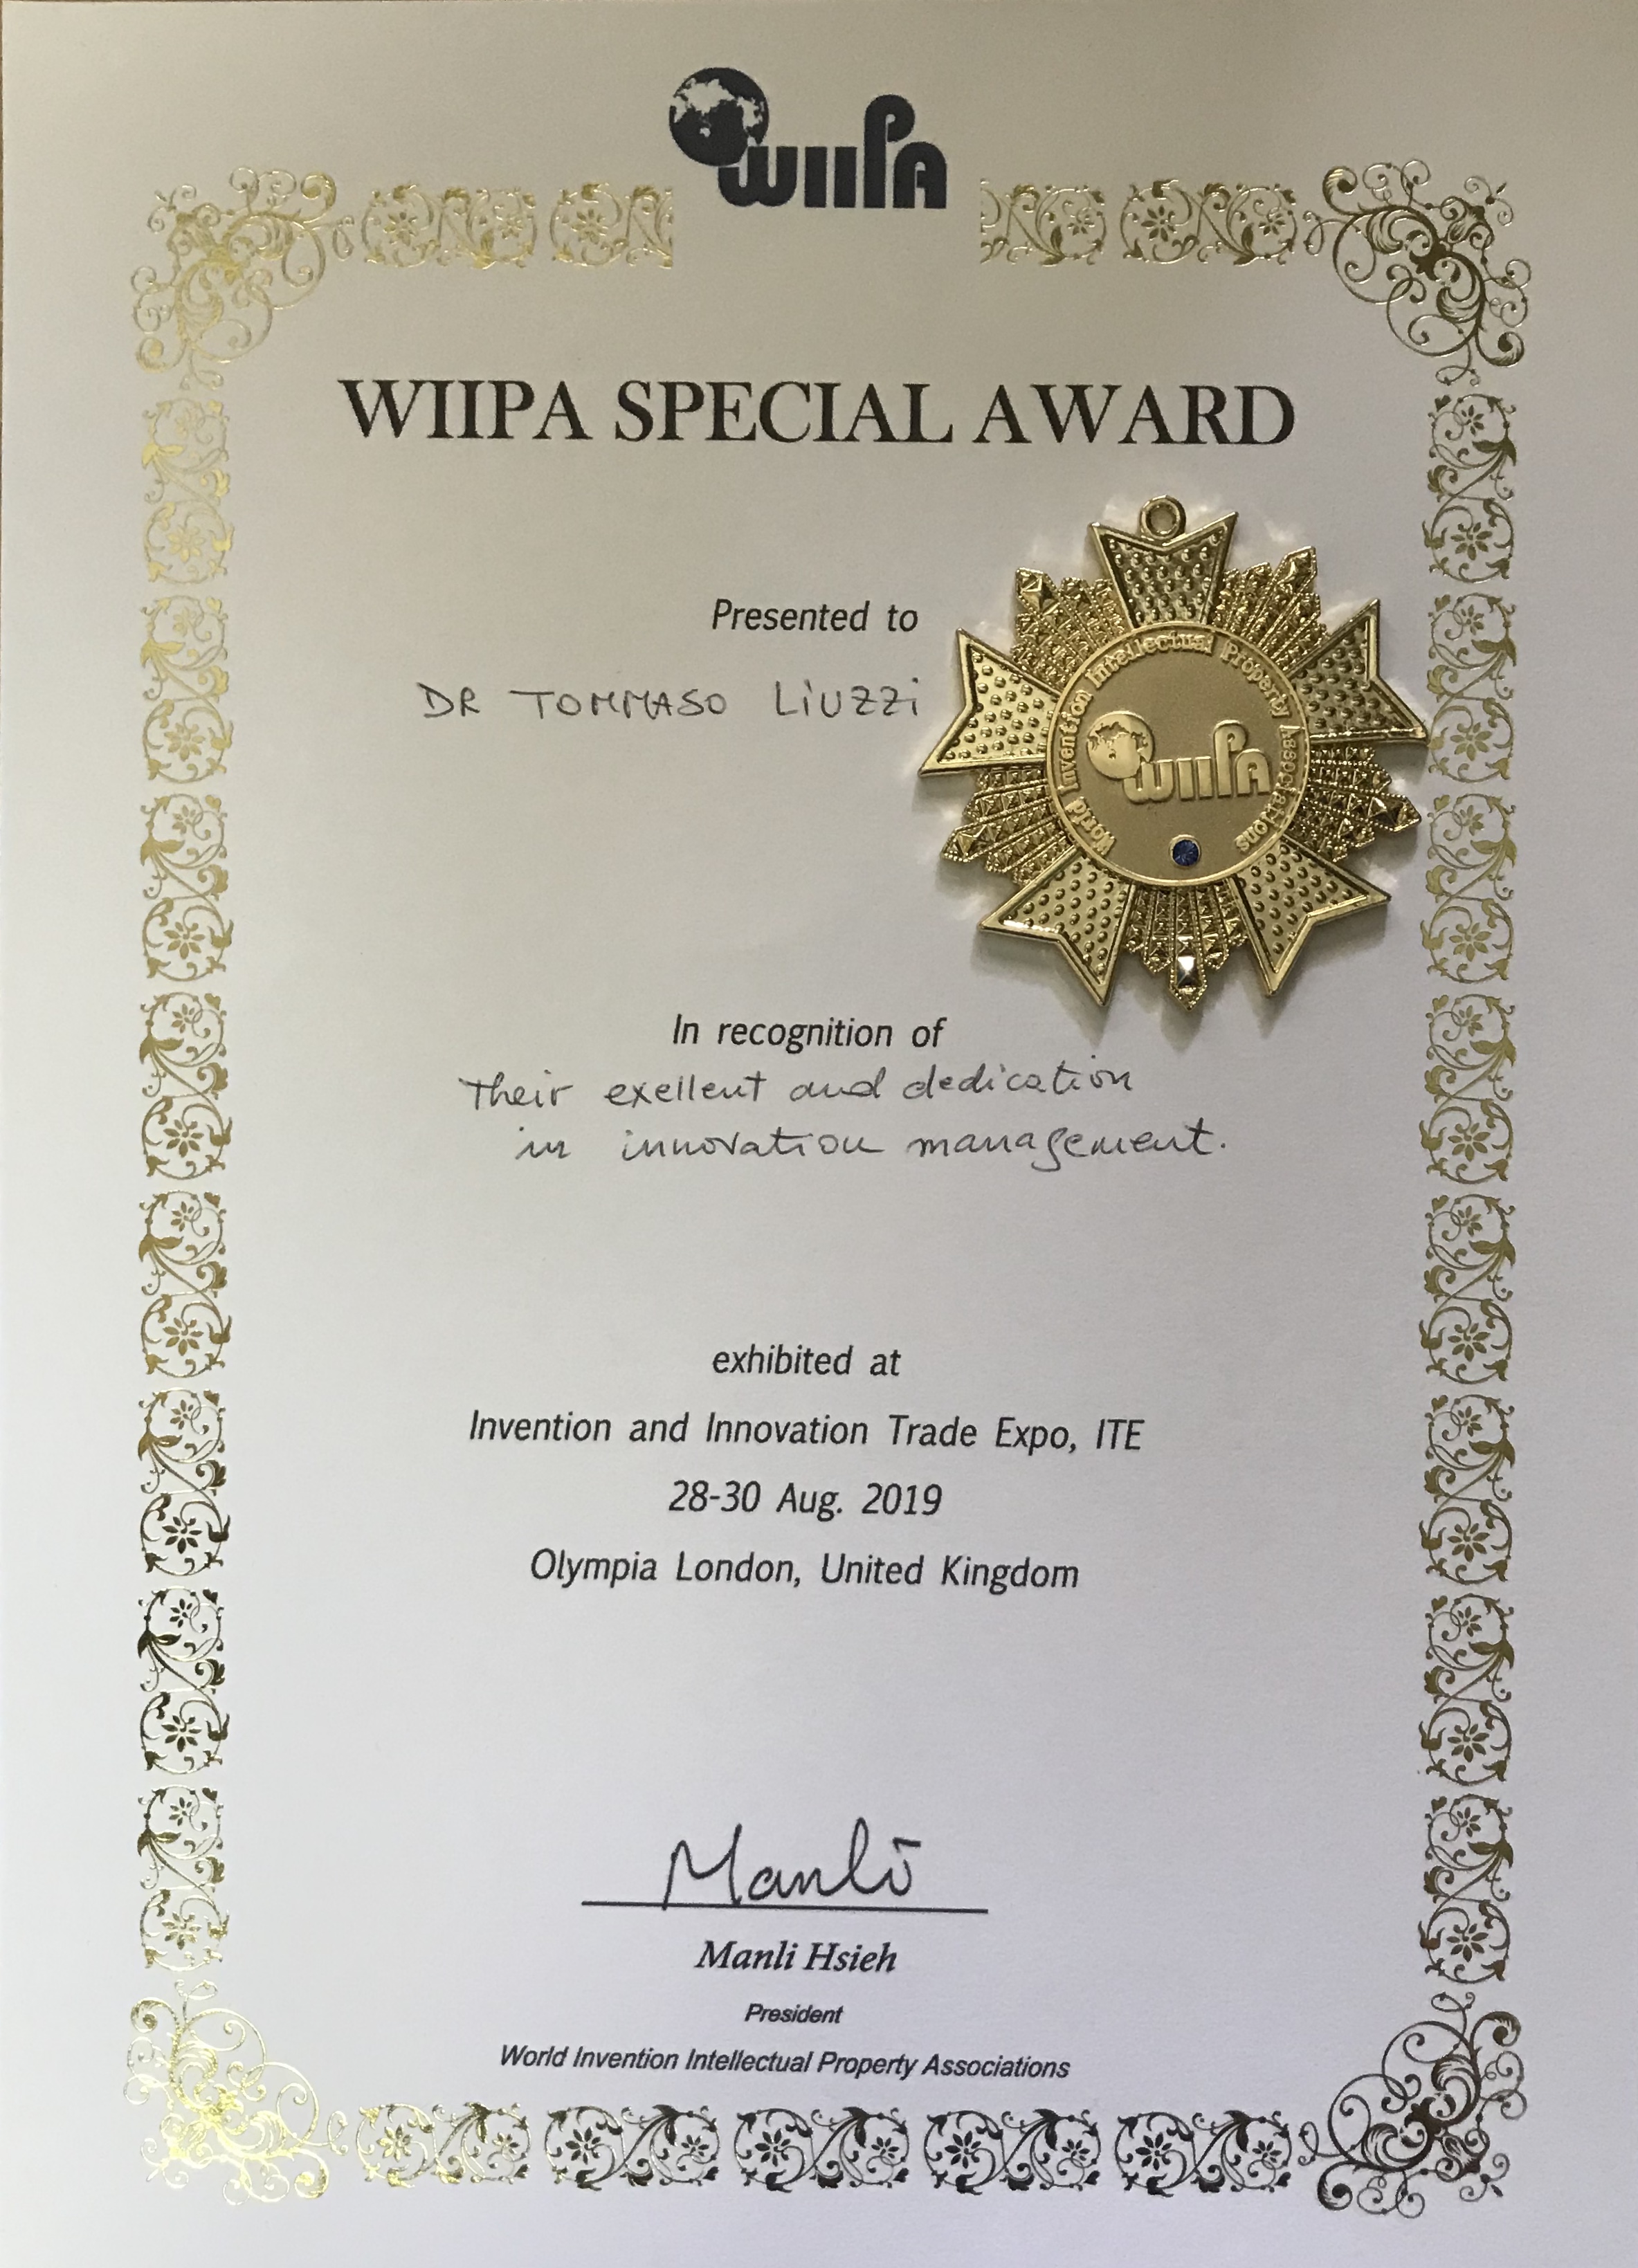 WIIPA
WIIPA SPECIAL AWARD
Presented to
DR TOMMASO LiUZZi
World Invention Intellectual Property Associations
WIIPA
In recognition of
Their exellent and dedication
in innovation management.
exhibited at
Invention and Innovation Trade Expo, ITE
28-30 Aug. 2019
Olympia London, United Kingdom
Manli
Manli Hsieh
President
World Invention Intellectual Property Associations